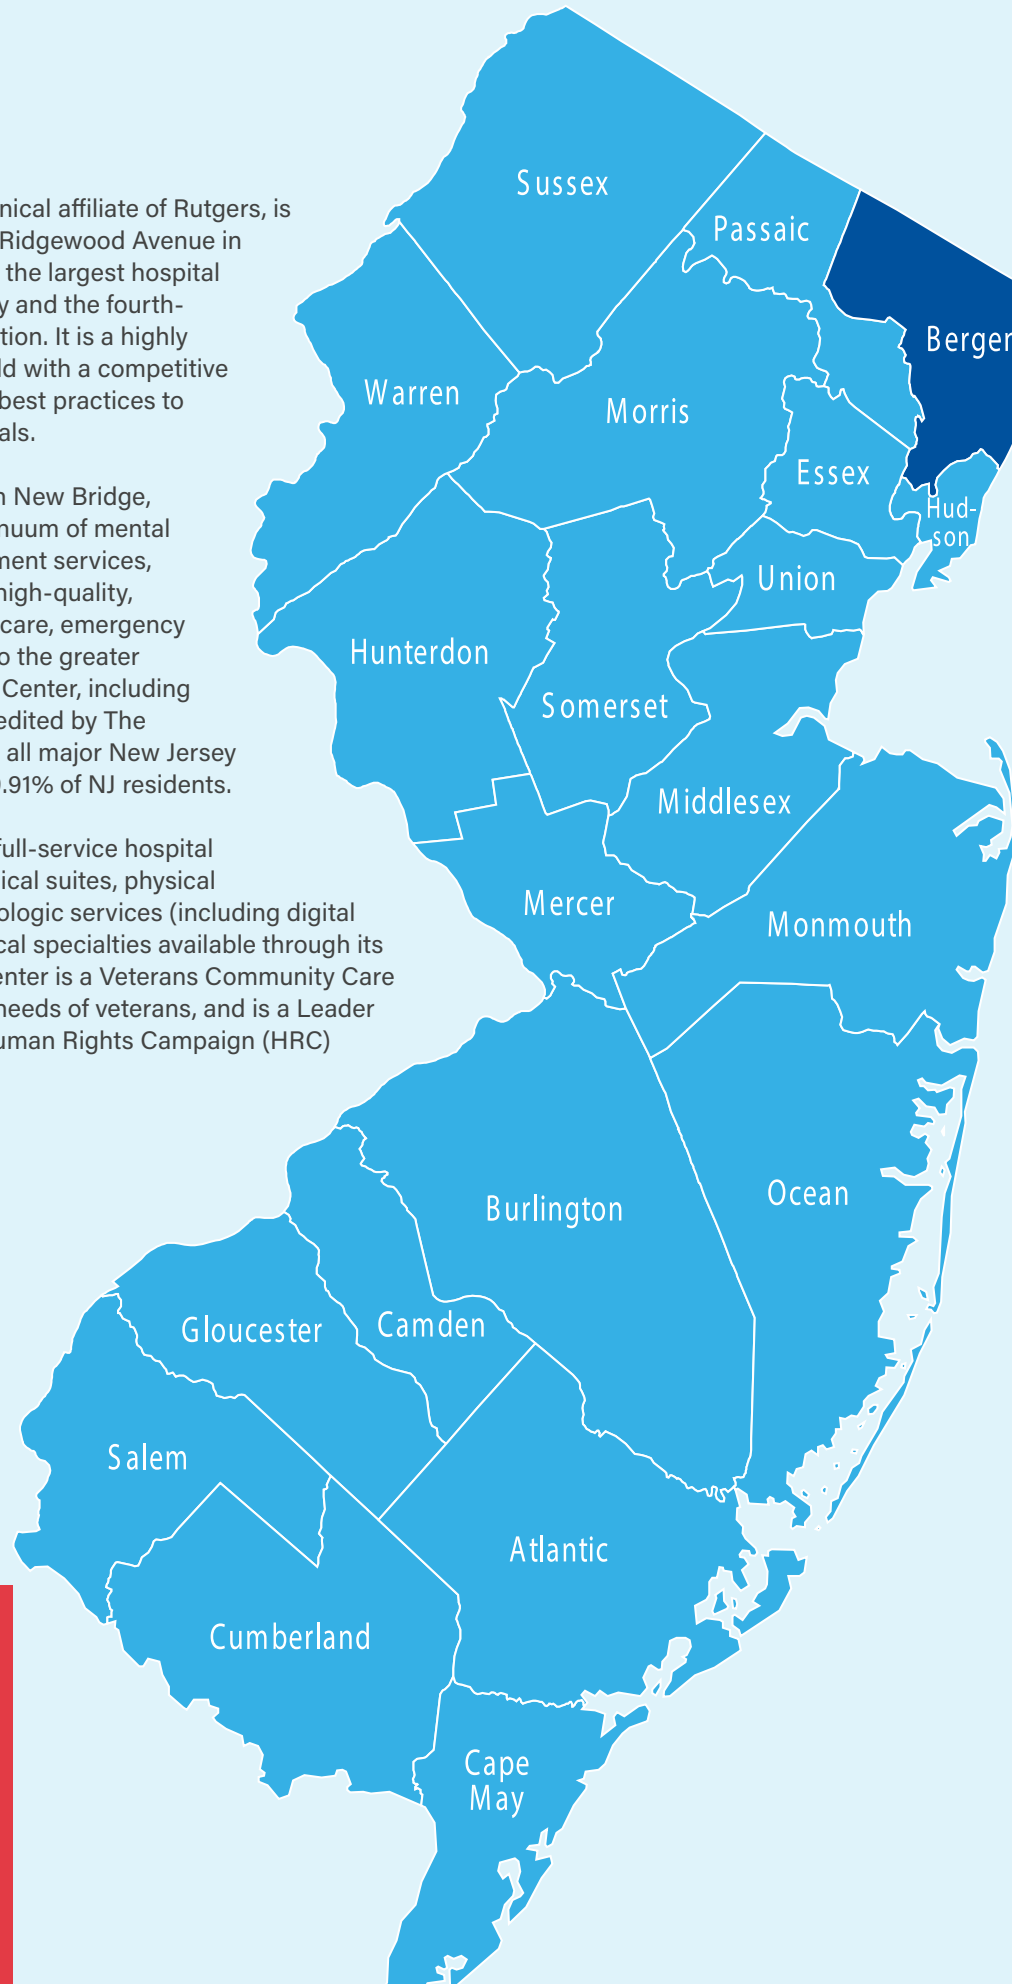 nical affiliate of Rutgers, is
Ridgewood Avenue in
the largest hospital
y and the fourth-
tion. It is a highly
ld with a competitive
best practices to
als.
n New Bridge,
nuum of mental
ment services,
high-quality,
care, emergency
o the greater
Center, including
edited by The
all major New Jersey
9.91% of NJ residents.
full-service hospital
ical suites, physical
ologic services (including digital
cal specialties available through its
enter is a Veterans Community Care
needs of veterans, and is a Leader
uman Rights Campaign (HRC)
Sussex
Passaic
Bergen
Warren
Morris
Essex
Hud-
son
Union
Hunterdon
Somerset
Middlesex
Mercer
Monmouth
Burlington
Ocean
Gloucester
Camden
Salem
Atlantic
Cumberland
Cape
May